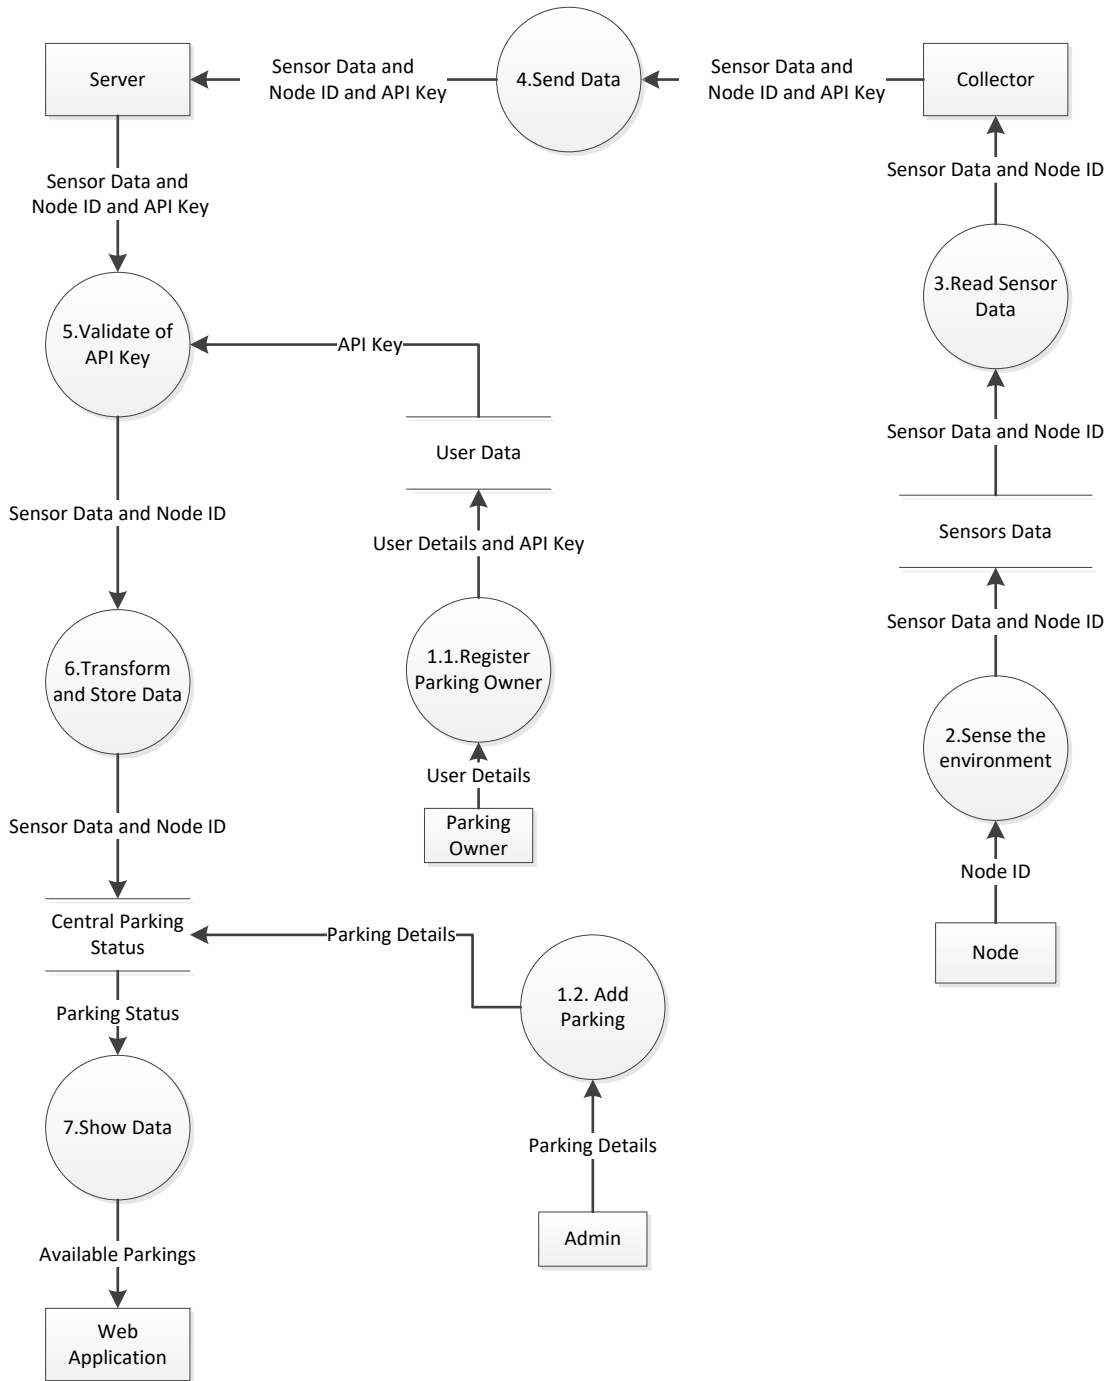 Server
Sensor Data and
Node ID and API Key
4.Send Data
Sensor Data and
Node ID and API Key
Collector
Sensor Data and
Node ID and API Key
Sensor Data and Node ID
3.Read Sensor
Data
5.Validate of
API Key
API Key
Sensor Data and Node ID
User Data
Sensors Data
Sensor Data and Node ID
User Details and API Key
Sensor Data and Node ID
6.Transform
and Store Data
1.1.Register
Parking Owner
2.Sense the
environment
User Details
Sensor Data and Node ID
Parking
Owner
Node ID
Central Parking
Status
Parking Details
Node
1.2. Add
Parking
Parking Status
7.Show Data
Parking Details
Available Parkings
Admin
Web
Application